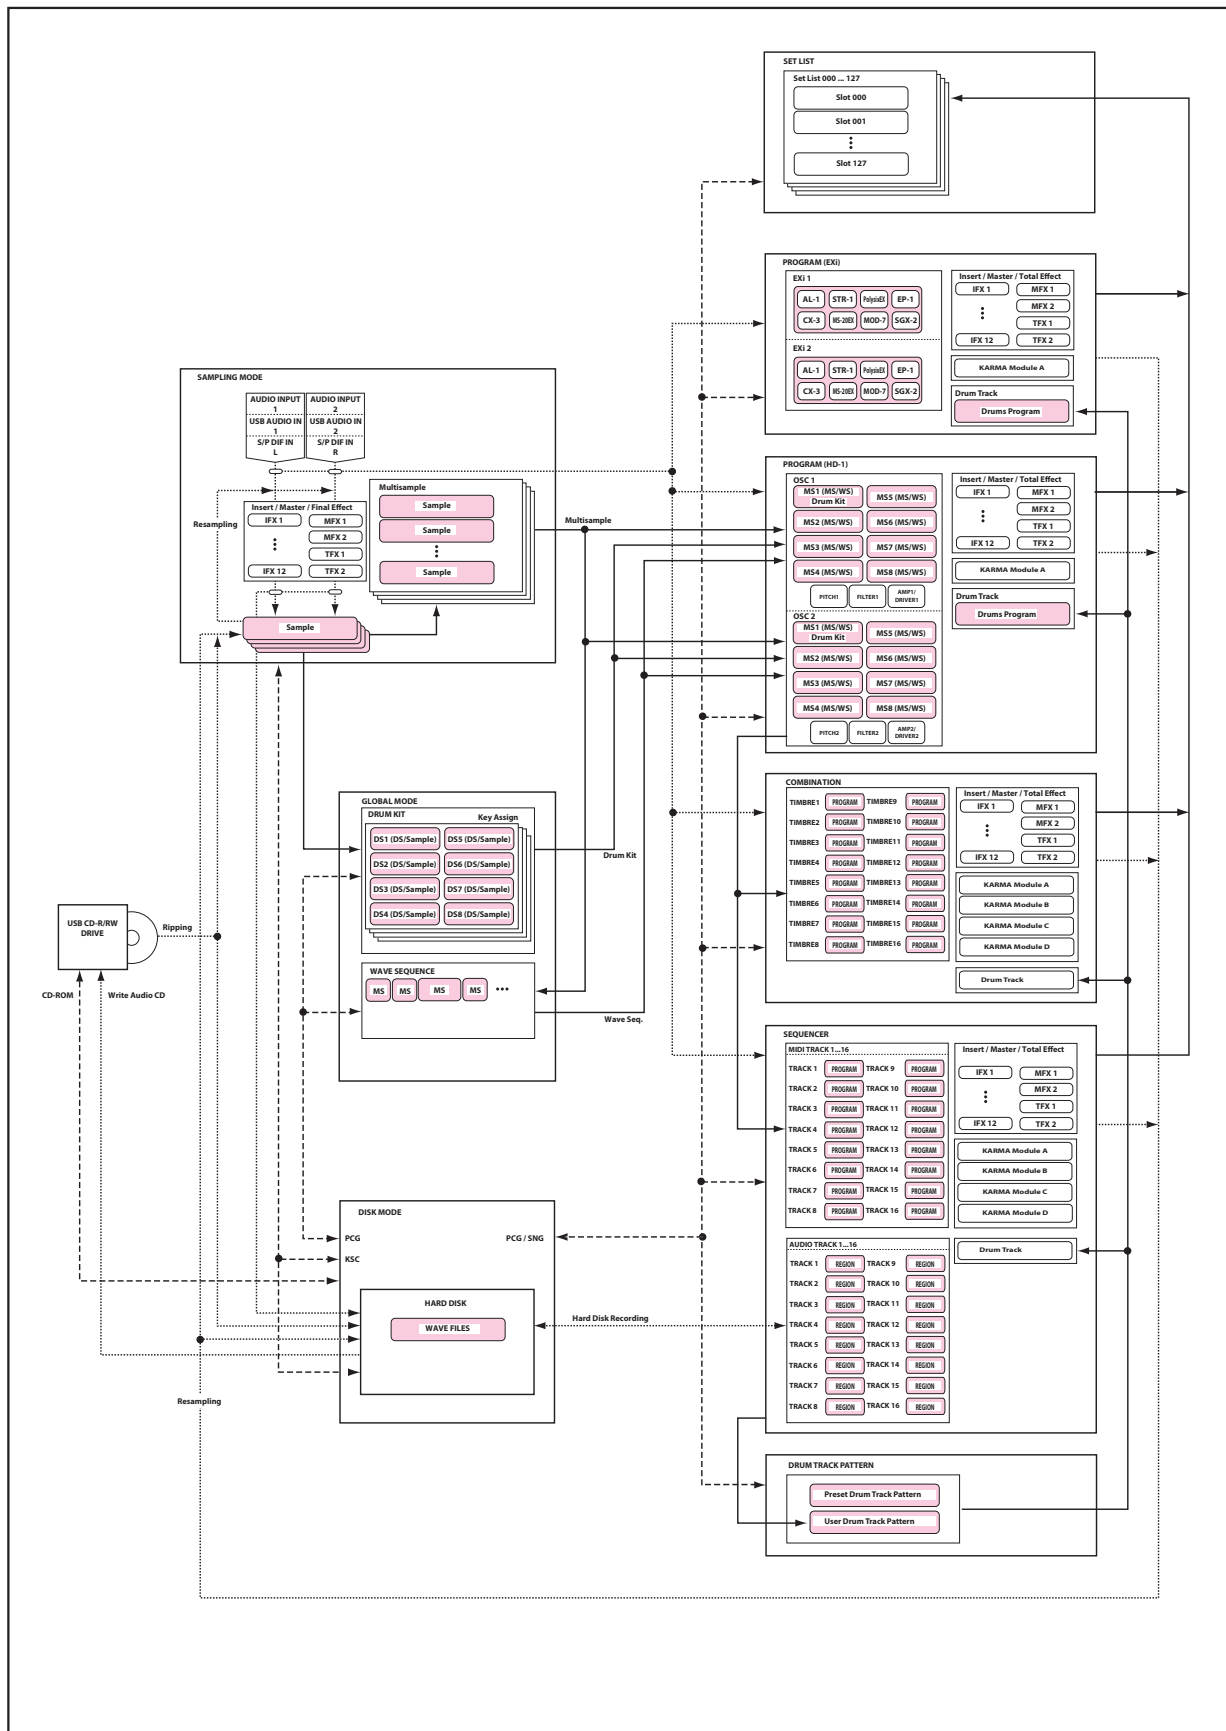 SET LIST
Set List 000 ... 127
Slot 000
Slot 001
Slot 127
PROGRAM (EXi)
EXi 1
AL-1 STR-1 PolysixEX EP-1
CX-3 MS-20EX MOD-7 SGX-2
EXi 2
AL-1 STR-1 PolysixEX EP-1
CX-3 MS-20EX MOD-7 SGX-2
Insert / Master / Total Effect
IFX 1 MFX 1
MFX 2
TFX 1
IFX 12 TFX 2
KARMA Module A
Drum Track
Drums Program
SAMPLING MODE
AUDIO INPUT 1
AUDIO INPUT 2
USB AUDIO IN 1
USB AUDIO IN 2
S/P DIF IN L
S/P DIF IN R
Resampling
Insert / Master / Final Effect
IFX 1 MFX 1
MFX 2
TFX 1
IFX 12 TFX 2
Multisample
Sample
Sample
Sample
Sample
Multisample
PROGRAM (HD-1)
OSC 1
MS1 (MS/WS) Drum Kit
MS5 (MS/WS)
MS2 (MS/WS) MS6 (MS/WS)
MS3 (MS/WS) MS7 (MS/WS)
MS4 (MS/WS) MS8 (MS/WS)
PITCH1 FILTER1 AMP1/ DRIVER1
OSC 2
MS1 (MS/WS) Drum Kit
MS5 (MS/WS)
MS2 (MS/WS) MS6 (MS/WS)
MS3 (MS/WS) MS7 (MS/WS)
MS4 (MS/WS) MS8 (MS/WS)
PITCH2 FILTER2 AMP2/ DRIVER2
Insert / Master / Total Effect
IFX 1 MFX 1
MFX 2
TFX 1
IFX 12 TFX 2
KARMA Module A
Drum Track
Drums Program
GLOBAL MODE
DRUM KIT
Key Assign
DS1 (DS/Sample) DS5 (DS/Sample)
DS2 (DS/Sample) DS6 (DS/Sample)
DS3 (DS/Sample) DS7 (DS/Sample)
DS4 (DS/Sample) DS8 (DS/Sample)
Drum Kit
WAVE SEQUENCE
MS MS MS MS
Wave Seq.
USB CD-R/RW
DRIVE
Ripping
CD-ROM
Write Audio CD
COMBINATION
TIMBRE1 PROGRAM TIMBRE9 PROGRAM
TIMBRE2 PROGRAM TIMBRE10 PROGRAM
TIMBRE3 PROGRAM TIMBRE11 PROGRAM
TIMBRE4 PROGRAM TIMBRE12 PROGRAM
TIMBRE5 PROGRAM TIMBRE13 PROGRAM
TIMBRE6 PROGRAM TIMBRE14 PROGRAM
TIMBRE7 PROGRAM TIMBRE15 PROGRAM
TIMBRE8 PROGRAM TIMBRE16 PROGRAM
Insert / Master / Total Effect
IFX 1 MFX 1
MFX 2
TFX 1
IFX 12 TFX 2
KARMA Module A
KARMA Module B
KARMA Module C
KARMA Module D
Drum Track
SEQUENCER
MIDI TRACK 1...16
TRACK 1 PROGRAM TRACK 9 PROGRAM
TRACK 2 PROGRAM TRACK 10 PROGRAM
TRACK 3 PROGRAM TRACK 11 PROGRAM
TRACK 4 PROGRAM TRACK 12 PROGRAM
TRACK 5 PROGRAM TRACK 13 PROGRAM
TRACK 6 PROGRAM TRACK 14 PROGRAM
TRACK 7 PROGRAM TRACK 15 PROGRAM
TRACK 8 PROGRAM TRACK 16 PROGRAM
Insert / Master / Total Effect
IFX 1 MFX 1
MFX 2
TFX 1
IFX 12 TFX 2
KARMA Module A
KARMA Module B
KARMA Module C
KARMA Module D
Drum Track
AUDIO TRACK 1...16
TRACK 1 REGION TRACK 9 REGION
TRACK 2 REGION TRACK 10 REGION
TRACK 3 REGION TRACK 11 REGION
TRACK 4 REGION TRACK 12 REGION
TRACK 5 REGION TRACK 13 REGION
TRACK 6 REGION TRACK 14 REGION
TRACK 7 REGION TRACK 15 REGION
TRACK 8 REGION TRACK 16 REGION
DISK MODE
PCG
PCG / SNG
KSC
HARD DISK
WAVE FILES
Hard Disk Recording
Resampling
DRUM TRACK PATTERN
Preset Drum Track Pattern
User Drum Track Pattern